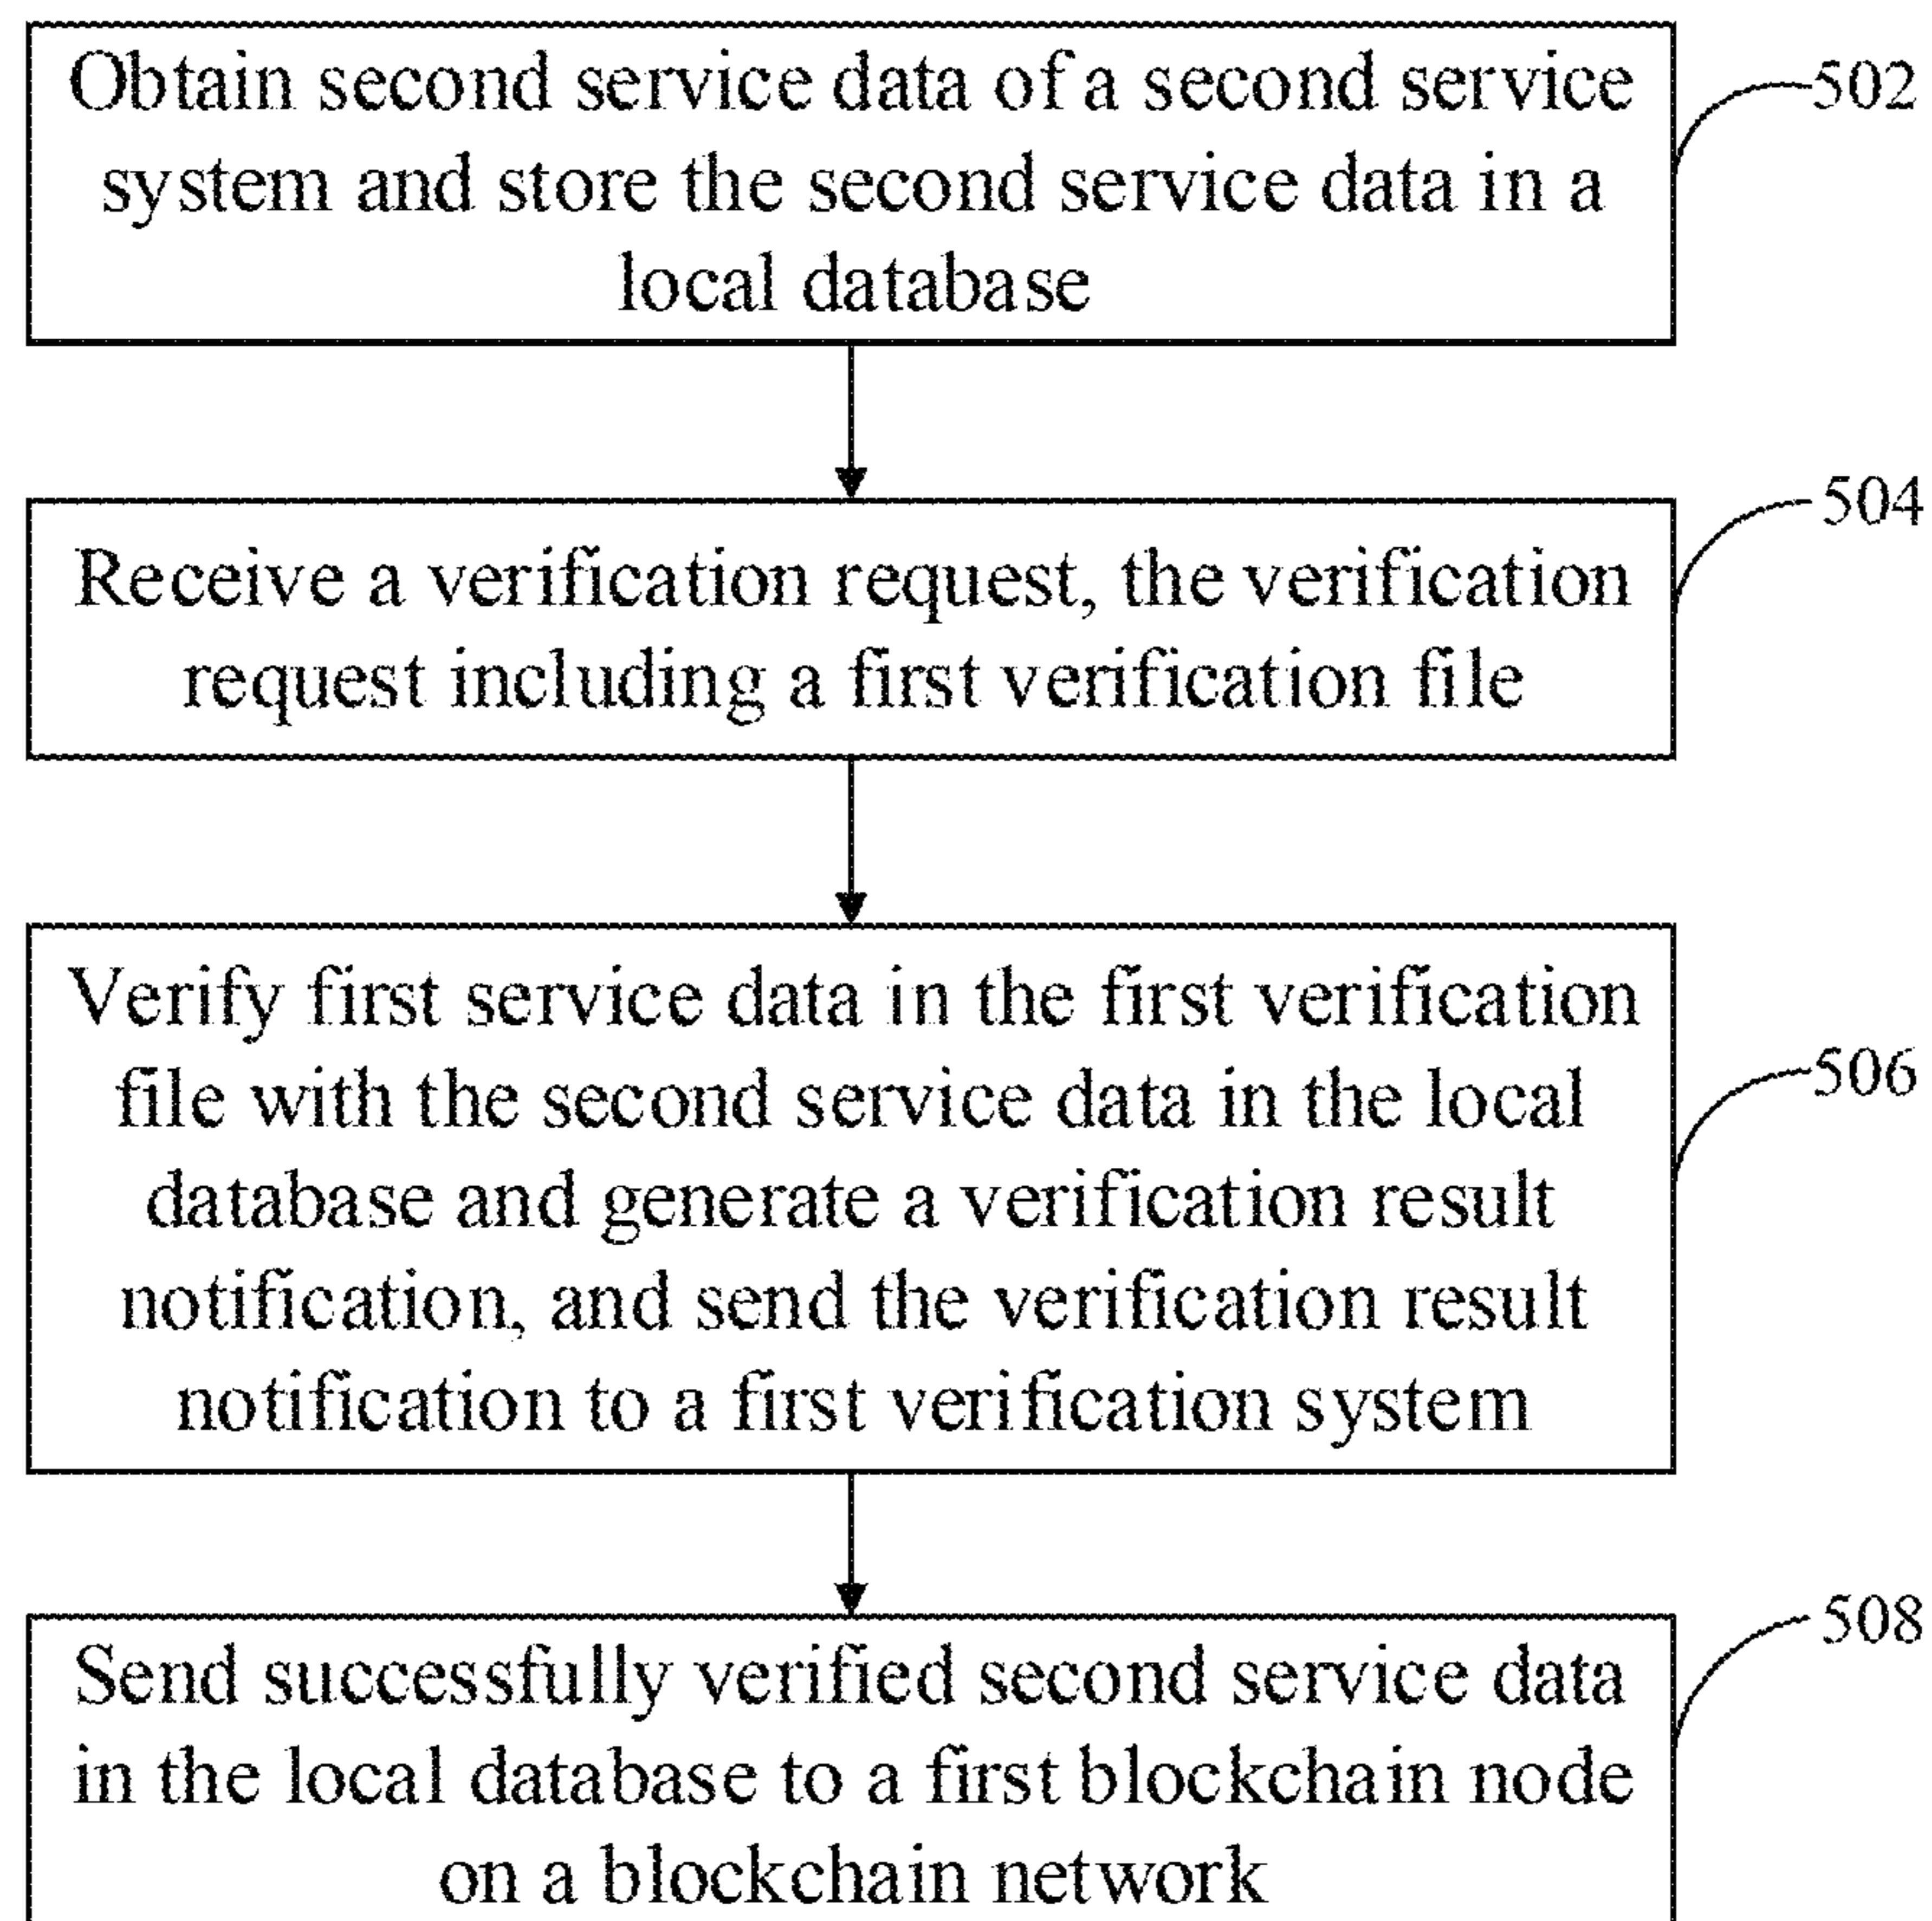 Obtain second service data of a second service
system and store the second service data in a
local database
502
Receive a verification request, the verification
request including a first verification file
504
Verify first service data in the first verification
file with the second service data in the local
database and generate a verification result
notification, and send the verification result
notification to a first verification system
506
Send successfully verified second service data
in the local database to a first blockchain node
on a blockchain network
508